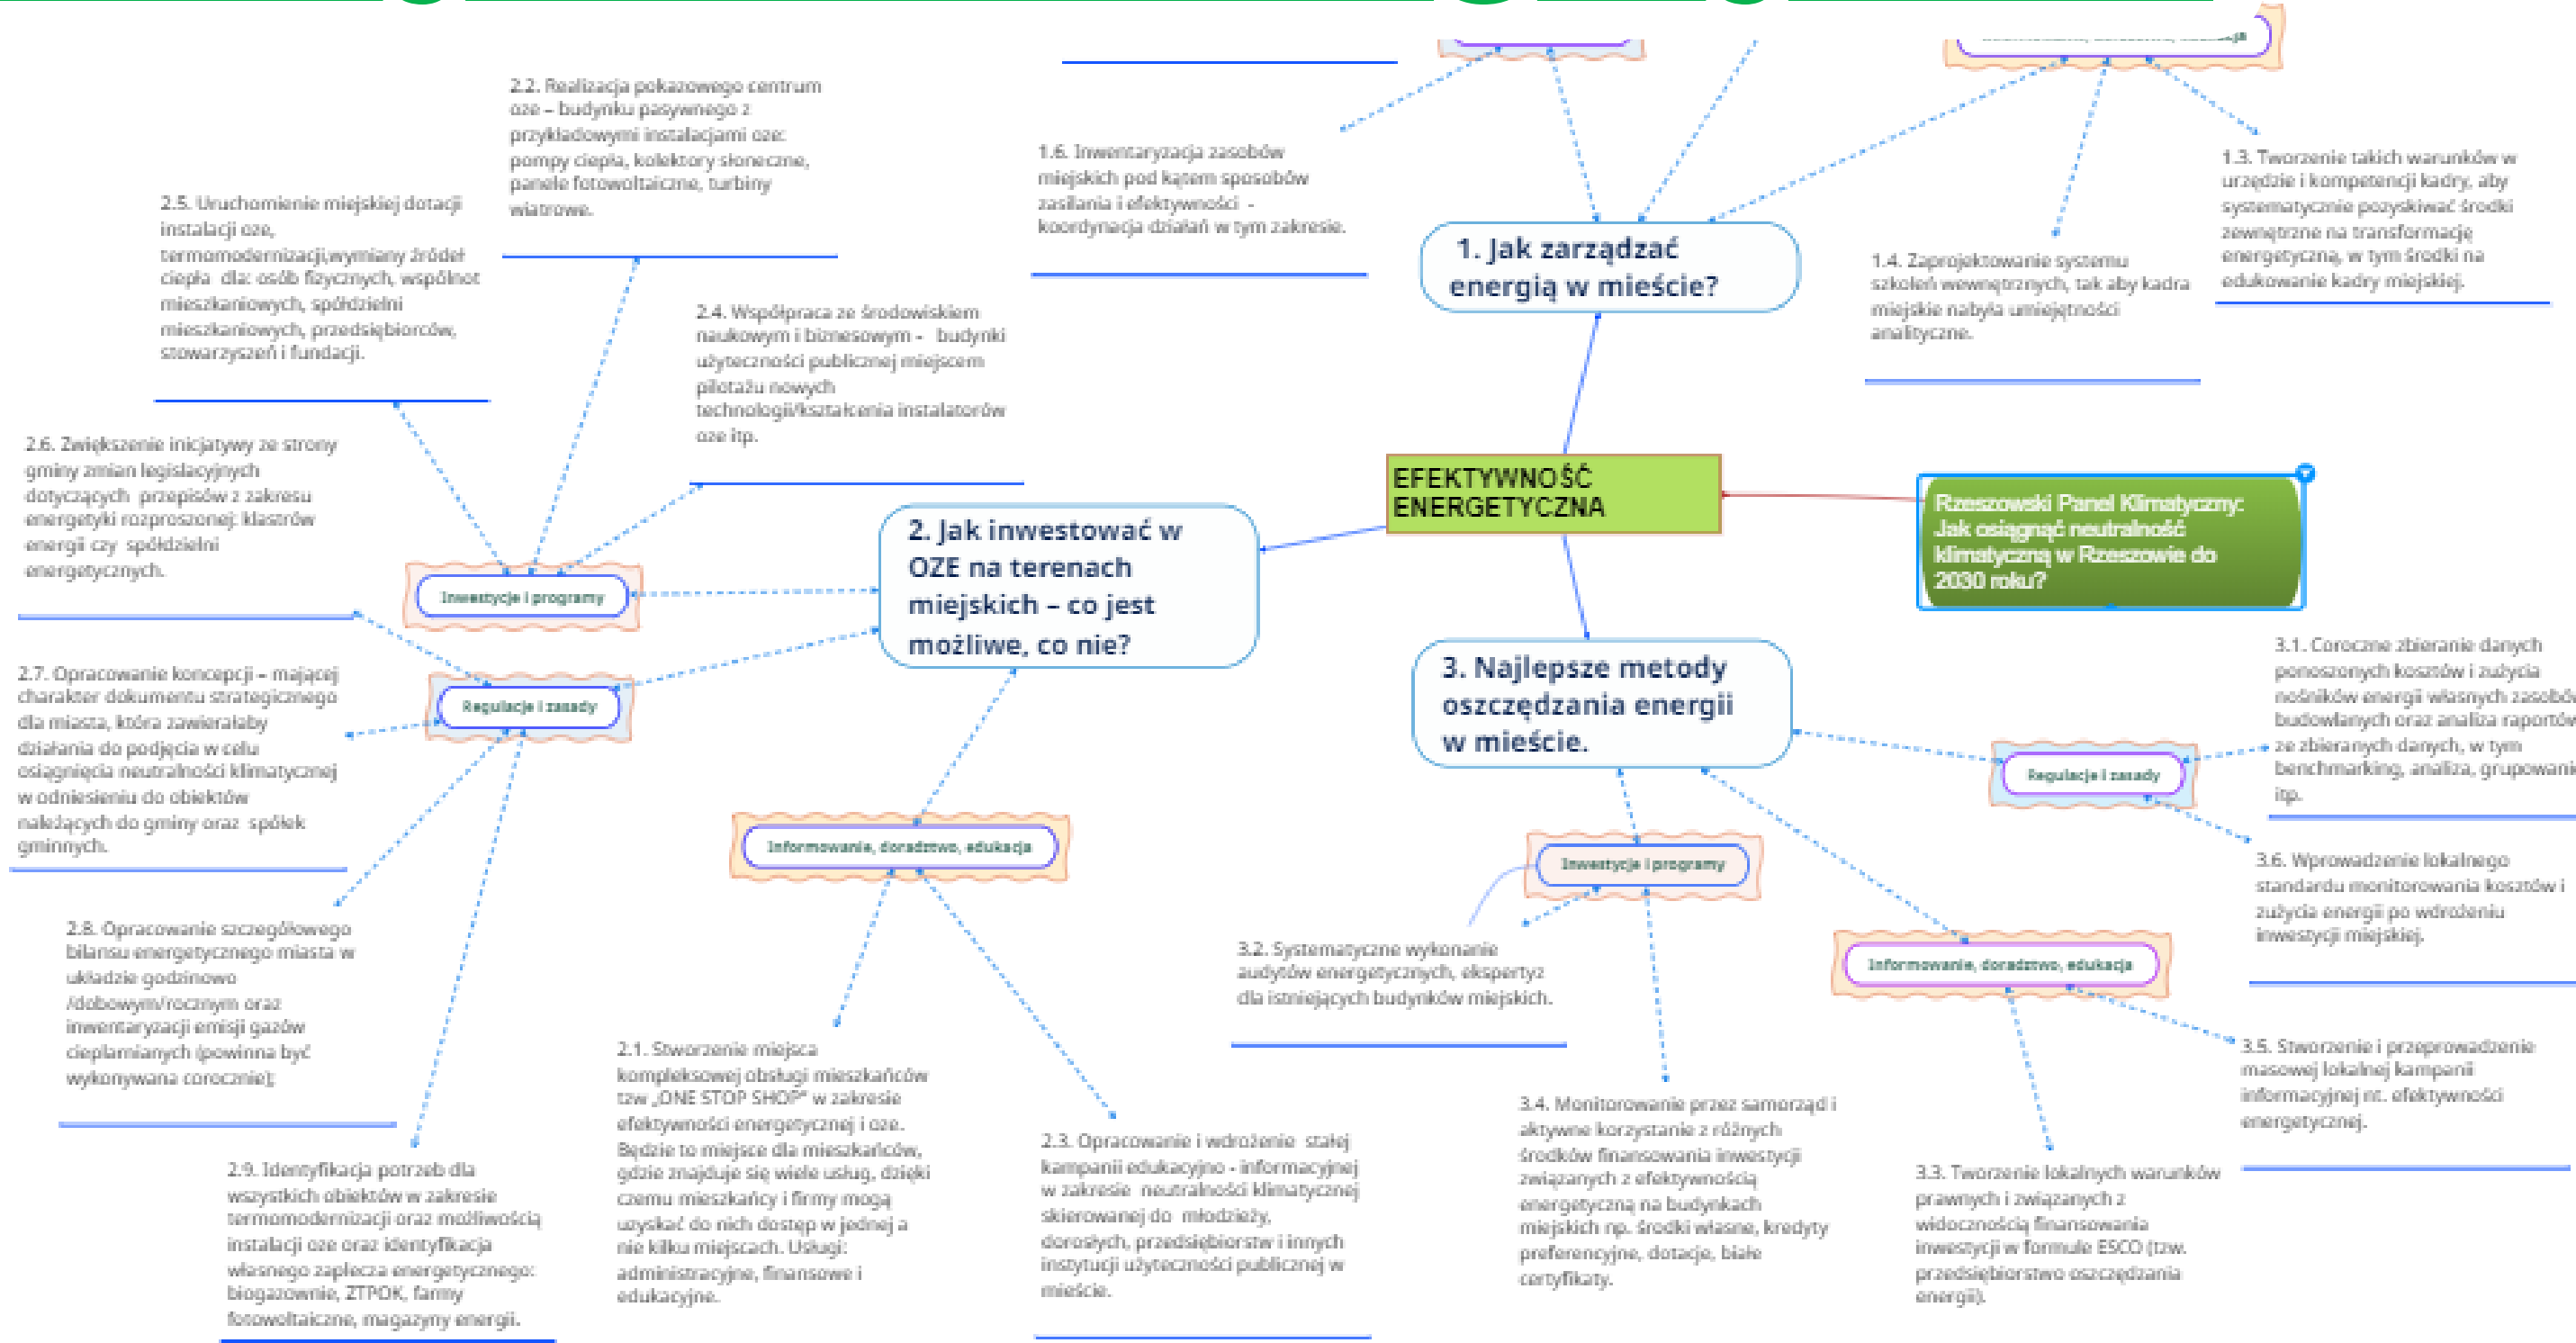 2.2. Realizacja pokazowego centrum
oze – budynku pasywnego z
przykładowymi instalacjami oze:
pompy ciepła, kolektory słoneczne,
panele fotowoltaiczne, turbiny
wiatrowe.
1.6. Inwentaryzacja zasobów
miejskich pod kątem sposobów
zasilania i efektywności -
koordynacja działań w tym zakresie.
1.3. Tworzenie takich warunków w
urzędzie i kompetencji kadry, aby
systematycznie pozyskiwać środki
zewnętrzne na transformację
energetyczną, w tym środki na
edukowanie kadry miejskiej.
2.5. Uruchomienie miejskiej dotacji
instalacji oze,
termomodernizacji,wymiany źródeł
ciepła dla: osób fizycznych, wspólnot
mieszkaniowych, spółdzielni
mieszkaniowych, przedsiębiorców,
stowarzyszeń i fundacji.
1. Jak zarządzać
energią w mieście?
1.4. Zaprojektowanie systemu
szkoleń wewnętrznych, tak aby kadra
miejskie nabyła umiejętności
analityczne.
2.4. Współpraca ze środowiskiem
naukowym i biznesowym – budynki
użyteczności publicznej miejscem
pilotażu nowych
technologii/kształcenia instalatorów
oze itp.
2.6. Zwiększenie inicjatywy ze strony
gminy zmian legislacyjnych
dotyczących przepisów z zakresu
energetyki rozproszonej: klastrów
energii czy spółdzielni
energetycznych.
EFEKTYWNOŚĆ
ENERGETYCZNA
Rzeszowski Panel Klimatyczny:
Jak osiągnąć neutralność
klimatyczną w Rzeszowie do
2030 roku?
2. Jak inwestować w
OZE na terenach
miejskich – co jest
możliwe, co nie?
Inwestycje i programy
Regulacje i zasady
2.7. Opracowanie koncepcji – mającej
charakter dokumentu strategicznego
dla miasta, która zawierałaby
działania do podjęcia w celu
osiągnięcia neutralności klimatycznej
w odniesieniu do obiektów
należących do gminy oraz spółek
gminnych.
3. Najlepsze metody
oszczędzania energii
w mieście.
3.1. Coroczne zbieranie danych
ponoszonych kosztów i zużycia
nośników energii własnych zasobów
budowlanych oraz analiza raportów
ze zbieranych danych, w tym
benchmarking, analiza, grupowanie
itp.
Regulacje i zasady
Informowanie, doradztwo, edukacja
Inwestycje i programy
3.6. Wprowadzenie lokalnego
standardu monitorowania kosztów i
zużycia energii po wdrożeniu
inwestycji miejskiej.
2.8. Opracowanie szczegółowego
bilansu energetycznego miasta w
układzie godzinowo
/dobowym/rocznym oraz
inwentaryzacji emisji gazów
cieplarnianych (powinna być
wykonywana corocznie);
3.2. Systematyczne wykonanie
audytów energetycznych, ekspertyz
dla istniejących budynków miejskich.
Informowanie, doradztwo, edukacja
2.1. Stworzenie miejsca
kompleksowej obsługi mieszkańców
tzw „ONE STOP SHOP” w zakresie
efektywności energetycznej i oze.
Będzie to miejsce dla mieszkańców,
gdzie znajduje się wiele usług, dzięki
czemu mieszkańcy i firmy mogą
uzyskać do nich dostęp w jednej a
nie kilku miejscach. Usługi:
administracyjne, finansowe i
edukacyjne.
3.5. Stworzenie i przeprowadzenie
masowej lokalnej kampanii
informacyjnej nt. efektywności
energetycznej.
3.4. Monitorowanie przez samorząd i
aktywne korzystanie z różnych
środków finansowania inwestycji
związanych z efektywnością
energetyczną na budynkach
miejskich np. środki własne, kredyty
preferencyjne, dotacje, białe
certyfikaty.
2.3. Opracowanie i wdrożenie stałej
kampanii edukacyjno - informacyjnej
w zakresie neutralności klimatycznej
skierowanej do młodzieży,
dorosłych, przedsiębiorstw i innych
instytucji użyteczności publicznej w
mieście.
2.9. Identyfikacja potrzeb dla
wszystkich obiektów w zakresie
termomodernizacji oraz możliwością
instalacji oze oraz identyfikacja
własnego zaplecza energetycznego:
biogazownie, ZTPOK, farmy
fotowoltaiczne, magazyny energii.
3.3. Tworzenie lokalnych warunków
prawnych i związanych z
widocznością finansowania
inwestycji w formule ESCO (tzw.
przedsiębiorstwo oszczędzania
energii).